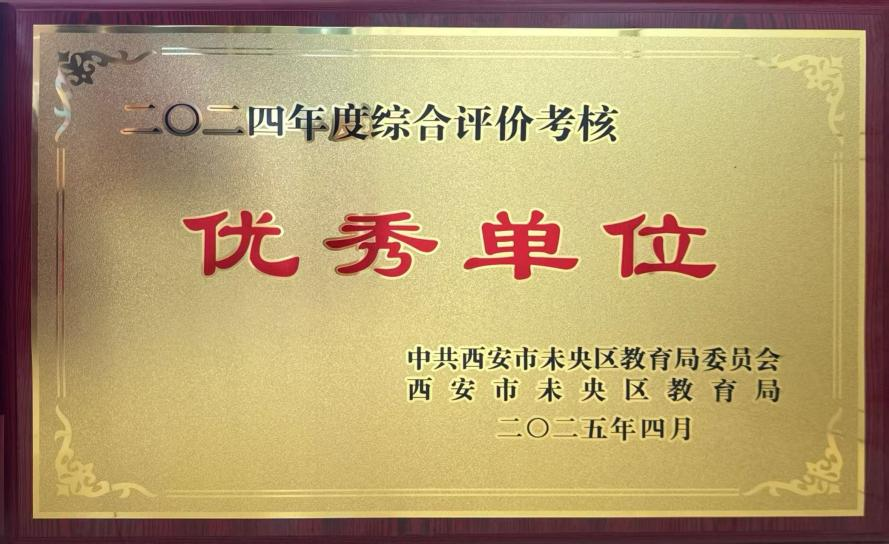 二〇二四年度综合评价考核
优秀单位
中共西安市未央区教育局委员会
西安市未央区教育局
二〇二五年四月